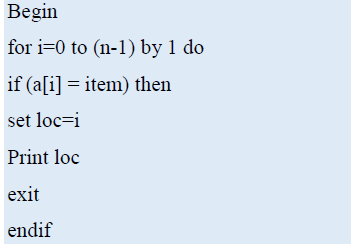 Begin
for i=0 to (n-1) by 1 do
if (a[i] = item) then
set loc=i
Print loc
exit
endif